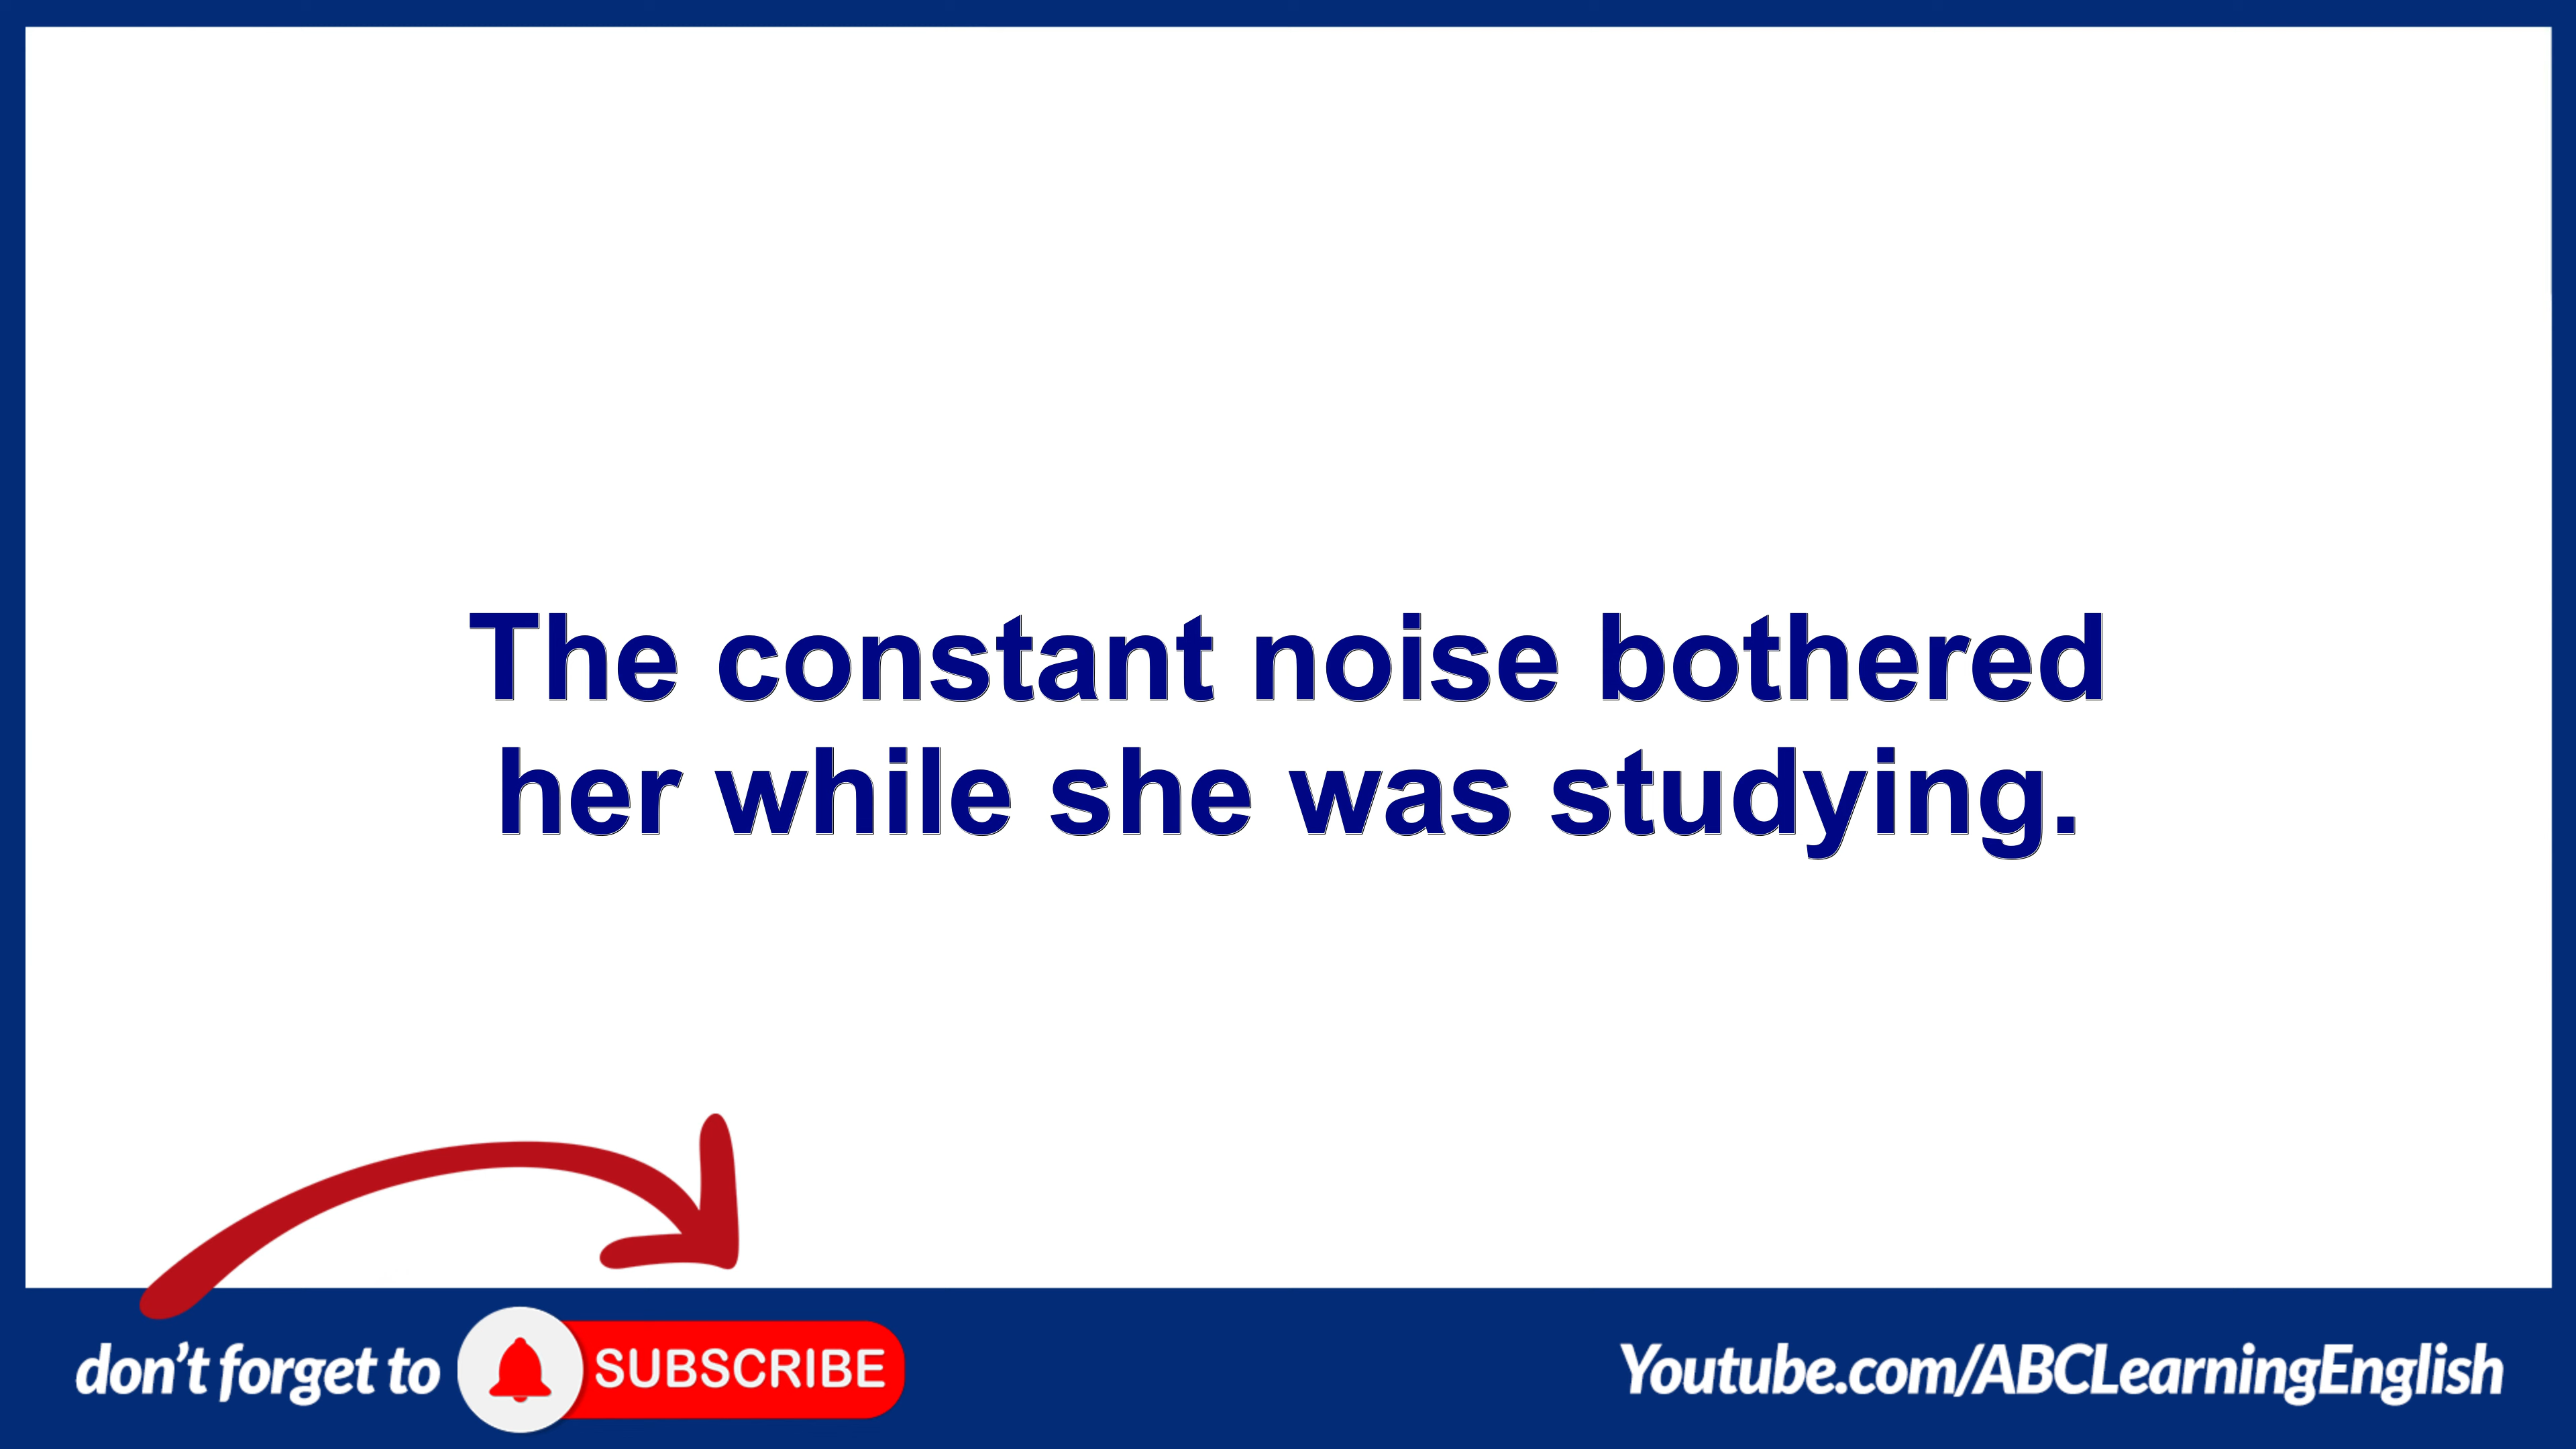 The constant noise bothered
her while she was studying.
don't forget to SUBSCRIBE
Youtube.com/ABCLearningEnglish